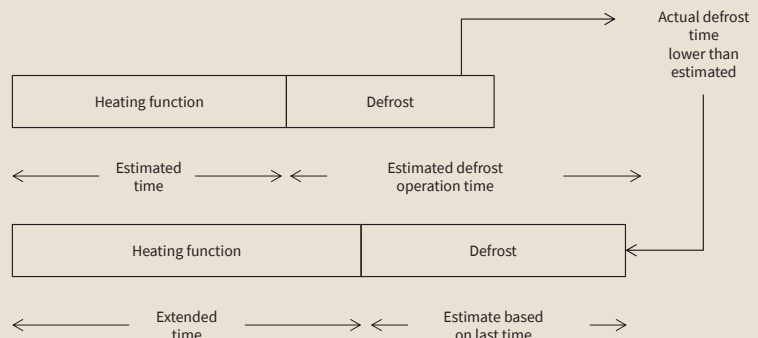 Actual defrost
time
lower than
estimated
Heating function
Defrost
Estimated
time
Estimated defrost
operation time
Heating function
Defrost
Extended
time
Estimate based
on last time